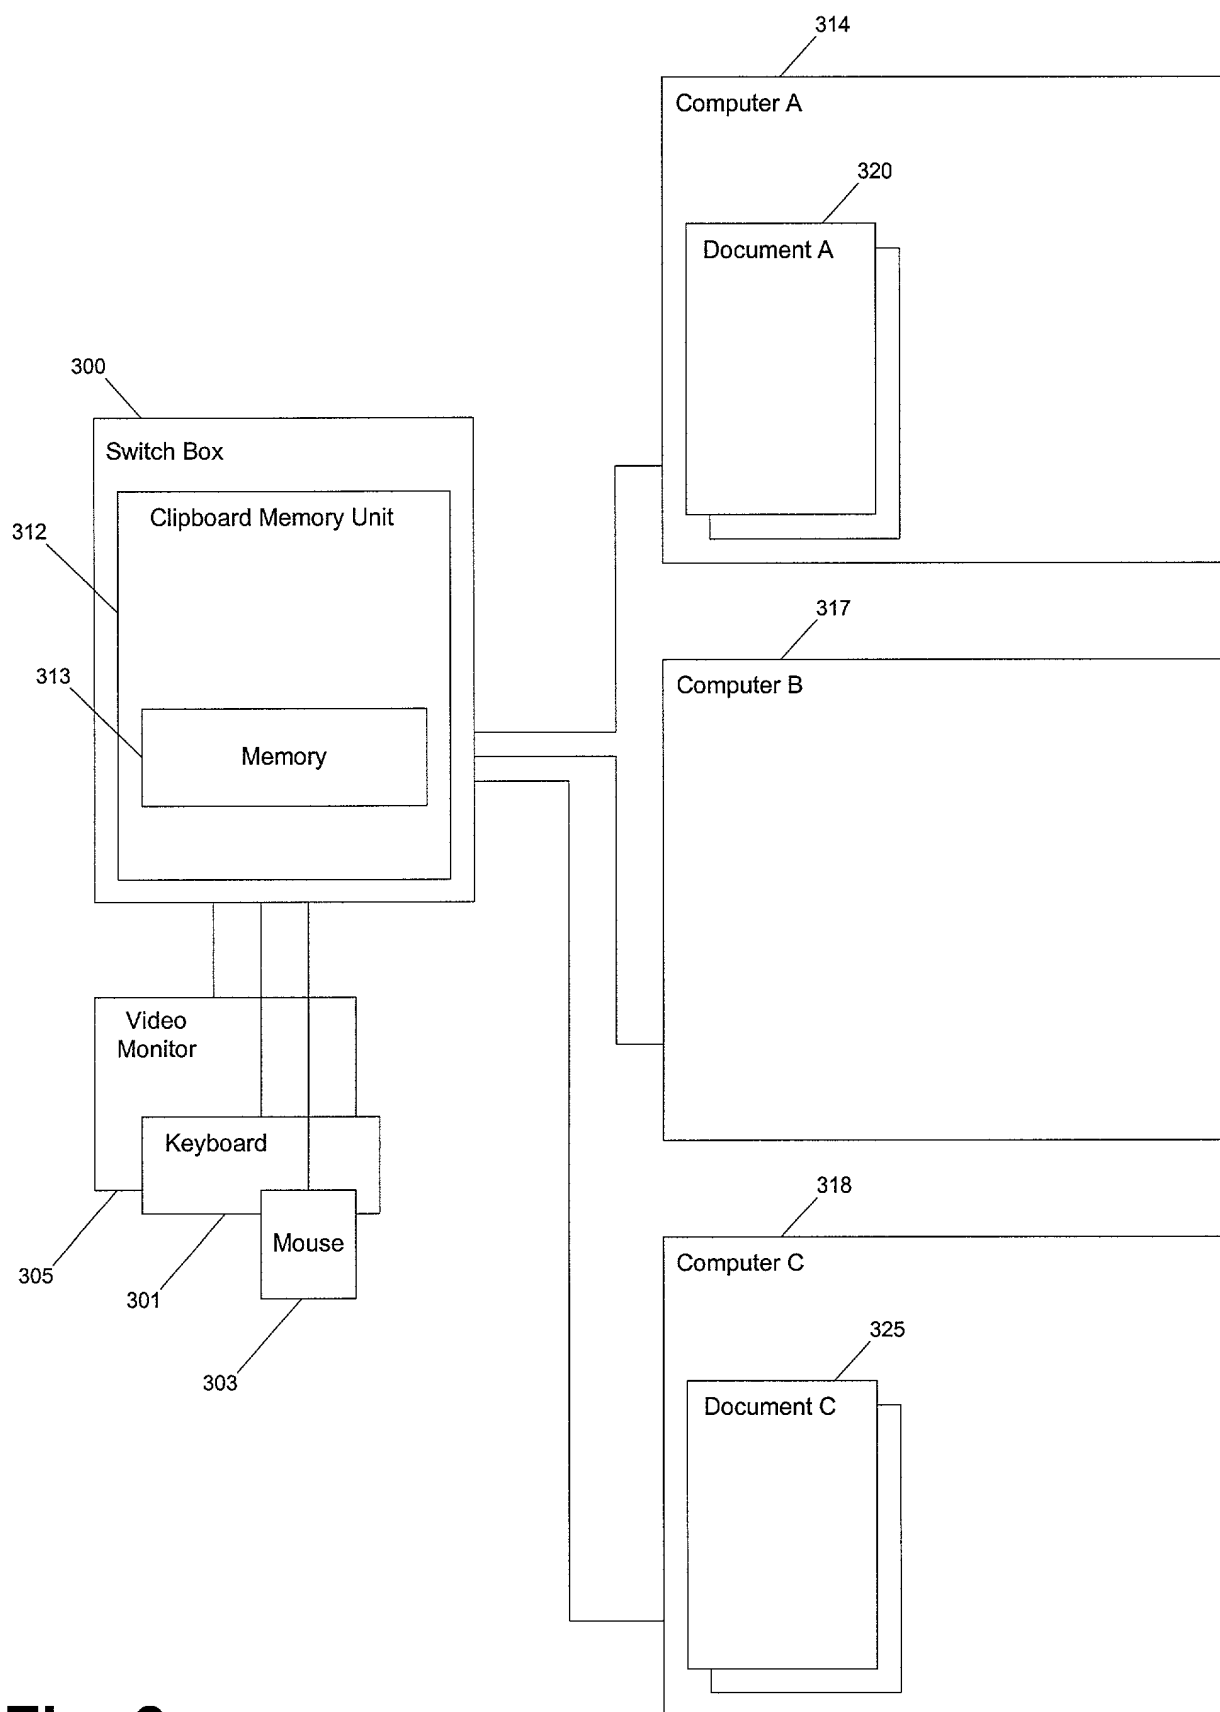 314
Computer A
320
Document A
300
Switch Box
Clipboard Memory Unit
312
313
Memory
317
Computer B
Video
Monitor
Keyboard
Mouse
305
301
303
318
Computer C
325
Document C